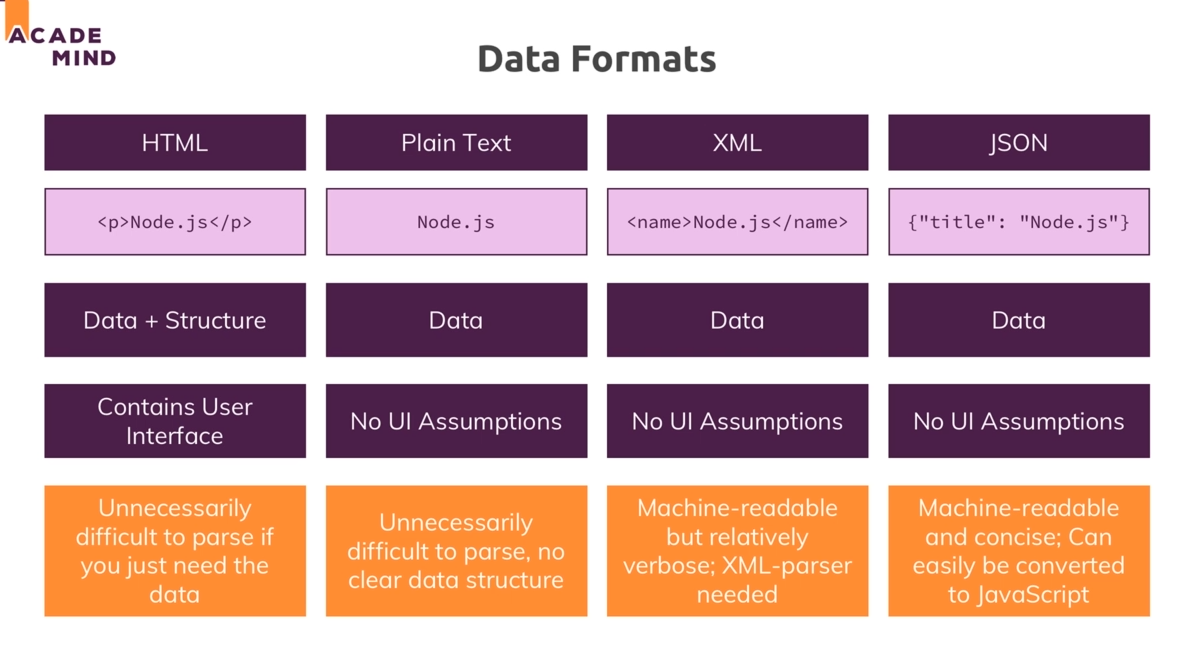 ACADE
MIND
Data Formats
HTML
Plain Text
XML
JSON
<p>Node.js</p>
Node.js
<name>Node.js</name>
{"title": "Node.js"}
Data + Structure
Data
Data
Data
Contains User
Interface
No UI Assumptions
No UI Assumptions
No UI Assumptions
Unnecessarily
difficult to parse if
you just need the
data
Unnecessarily
difficult to parse, no
clear data structure
Machine-readable
but relatively
verbose; XML-parser
needed
Machine-readable
and concise; Can
easily be converted
to JavaScript